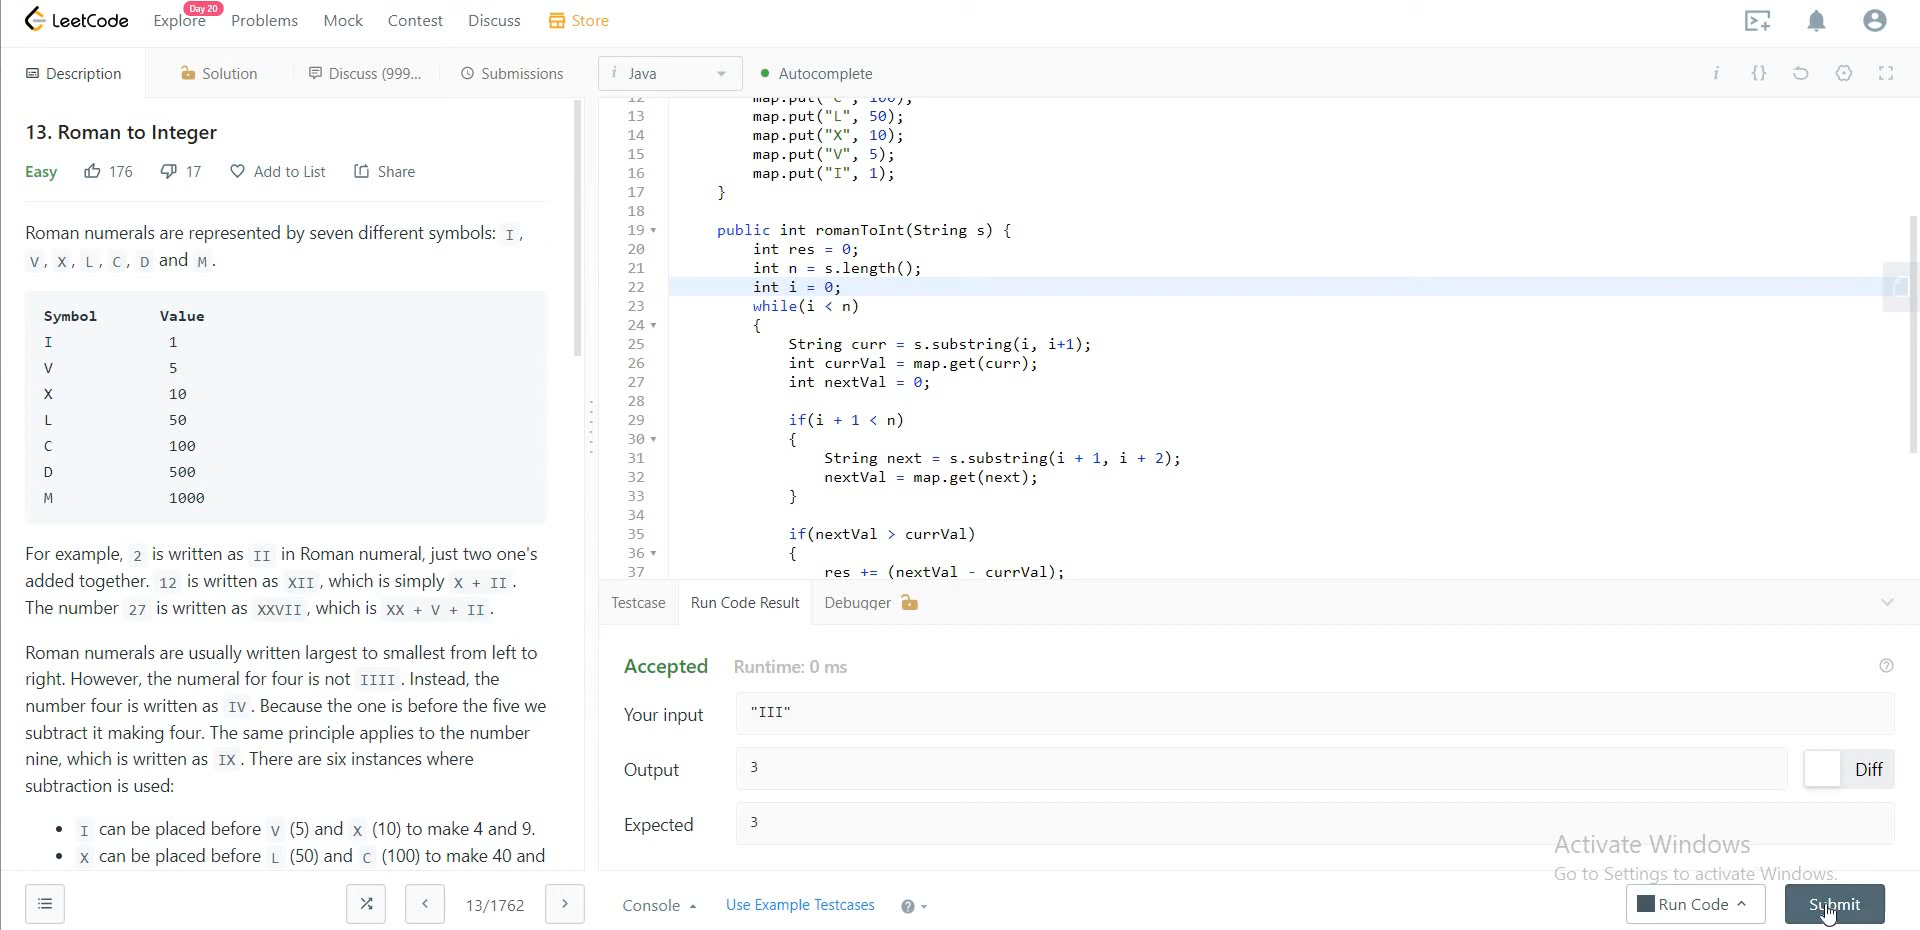 LeetCode
Explore
Day 20
Problems
Mock
Contest
Discuss
Store
Description
Solution
Discuss (999...
Submissions
i Java
Autocomplete
13. Roman to Integer
Easy
176
17
Add to List
Share
Roman numerals are represented by seven different symbols: I,
V, X, L, C, D and M.
Symbol Value
I 1
V 5
X 10
L 50
C 100
D 500
M 1000
For example, 2 is written as II in Roman numeral, just two one's
added together. 12 is written as XII, which is simply X + II.
The number 27 is written as XXVII, which is XX + V + II.
Roman numerals are usually written largest to smallest from left to
right. However, the numeral for four is not IIII. Instead, the
number four is written as IV. Because the one is before the five we
subtract it making four. The same principle applies to the number
nine, which is written as IX. There are six instances where
subtraction is used:
• I can be placed before V (5) and X (10) to make 4 and 9.
• X can be placed before L (50) and C (100) to make 40 and
13/1762
12 map.put("C", 100);
13 map.put("L", 50);
14 map.put("X", 10);
15 map.put("V", 5);
16 map.put("I", 1);
17 }
18
19 public int romanToInt(String s) {
20 int res = 0;
21 int n = s.length();
22 int i = 0;
23 while(i < n)
24 {
25 String curr = s.substring(i, i+1);
26 int currVal = map.get(curr);
27 int nextVal = 0;
28
29 if(i + 1 < n)
30 {
31 String next = s.substring(i + 1, i + 2);
32 nextVal = map.get(next);
33 }
34
35 if(nextVal > currVal)
36 {
37 res += (nextVal - currVal);
Testcase
Run Code Result
Debugger
Accepted Runtime: 0 ms
Your input "III"
Output 3
Diff
Expected 3
Activate Windows
Go to Settings to activate Windows.
Console
Use Example Testcases
Run Code
Submit